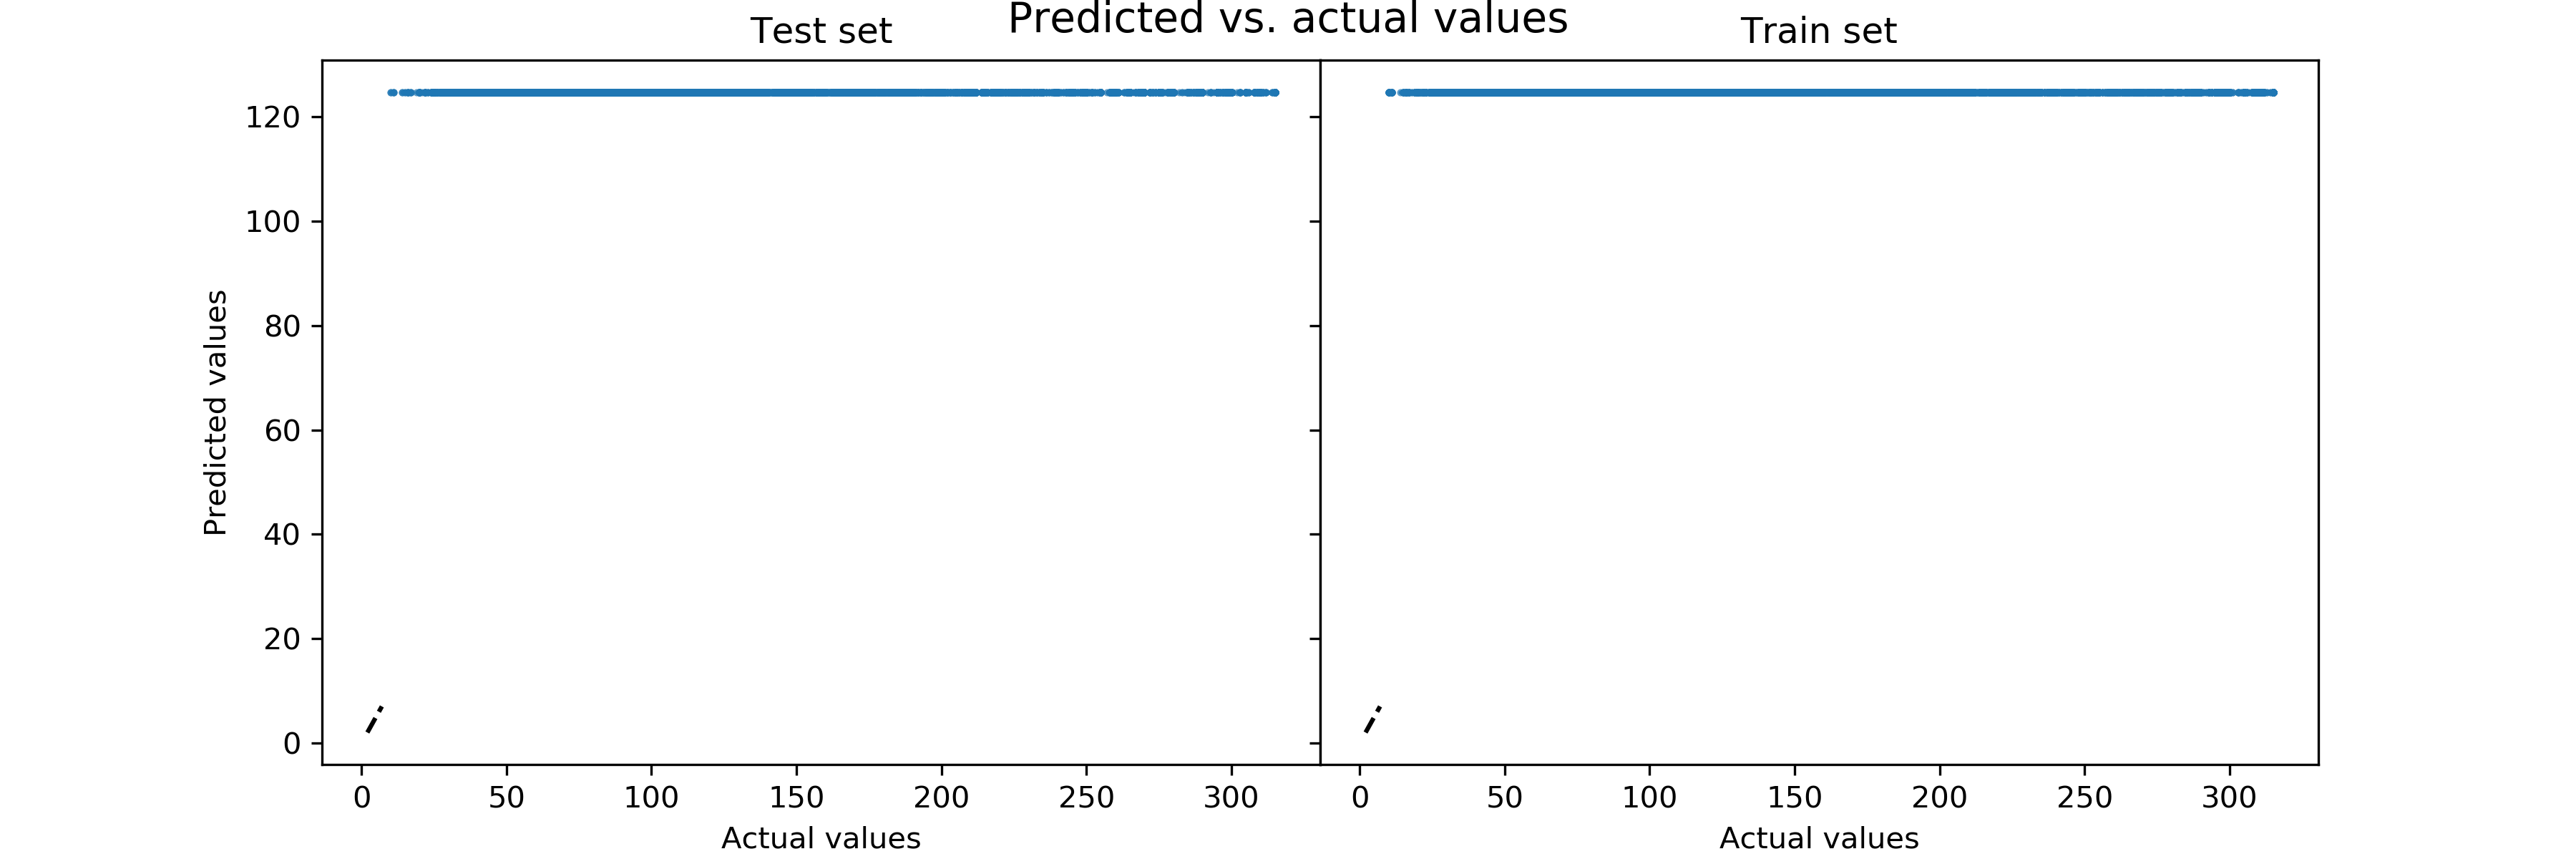 Predicted vs. actual values
Test set
Train set
Predicted values
120
100
80
60
40
20
0
0 50 100 150 200 250 300
Actual values
0 50 100 150 200 250 300
Actual values